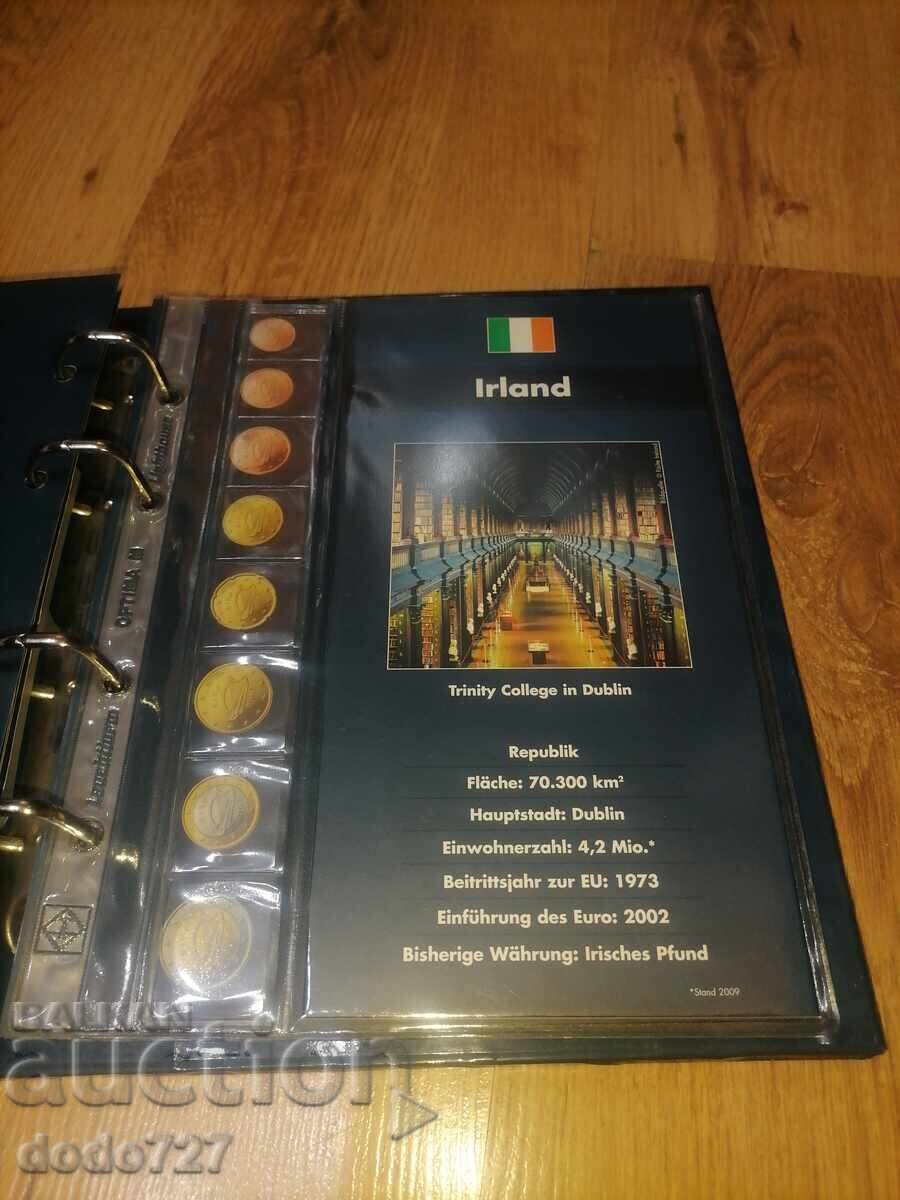 Irland
Trinity College in Dublin
Republik
Fläche: 70.300 km²
Hauptstadt: Dublin
Einwohnerzahl: 4,2 Mio.*
Beitrittsjahr zur EU: 1973
Einführung des Euro: 2002
Bisherige Währung: Irisches Pfund
*Stand 2009
OPTIMA
BALKAN
auction
dodo727